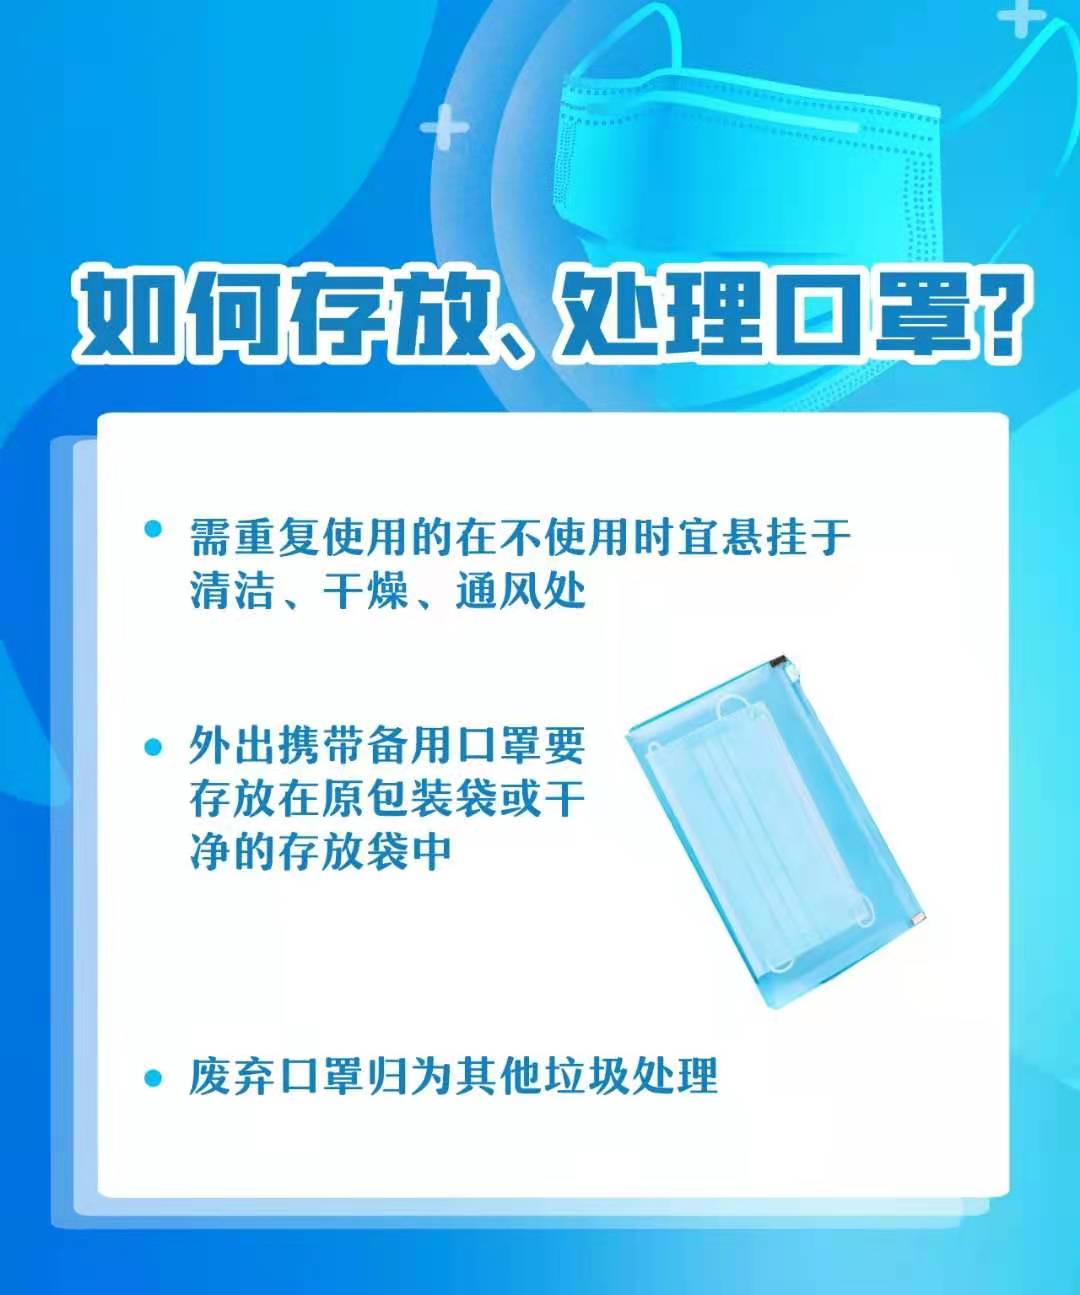 如何存放、处理口罩?
需重复使用的在不使用时宜悬挂于
清洁、干燥、通风处
外出携带备用口罩要
存放在原包装袋或干
净的存放袋中
废弃口罩归为其他垃圾处理